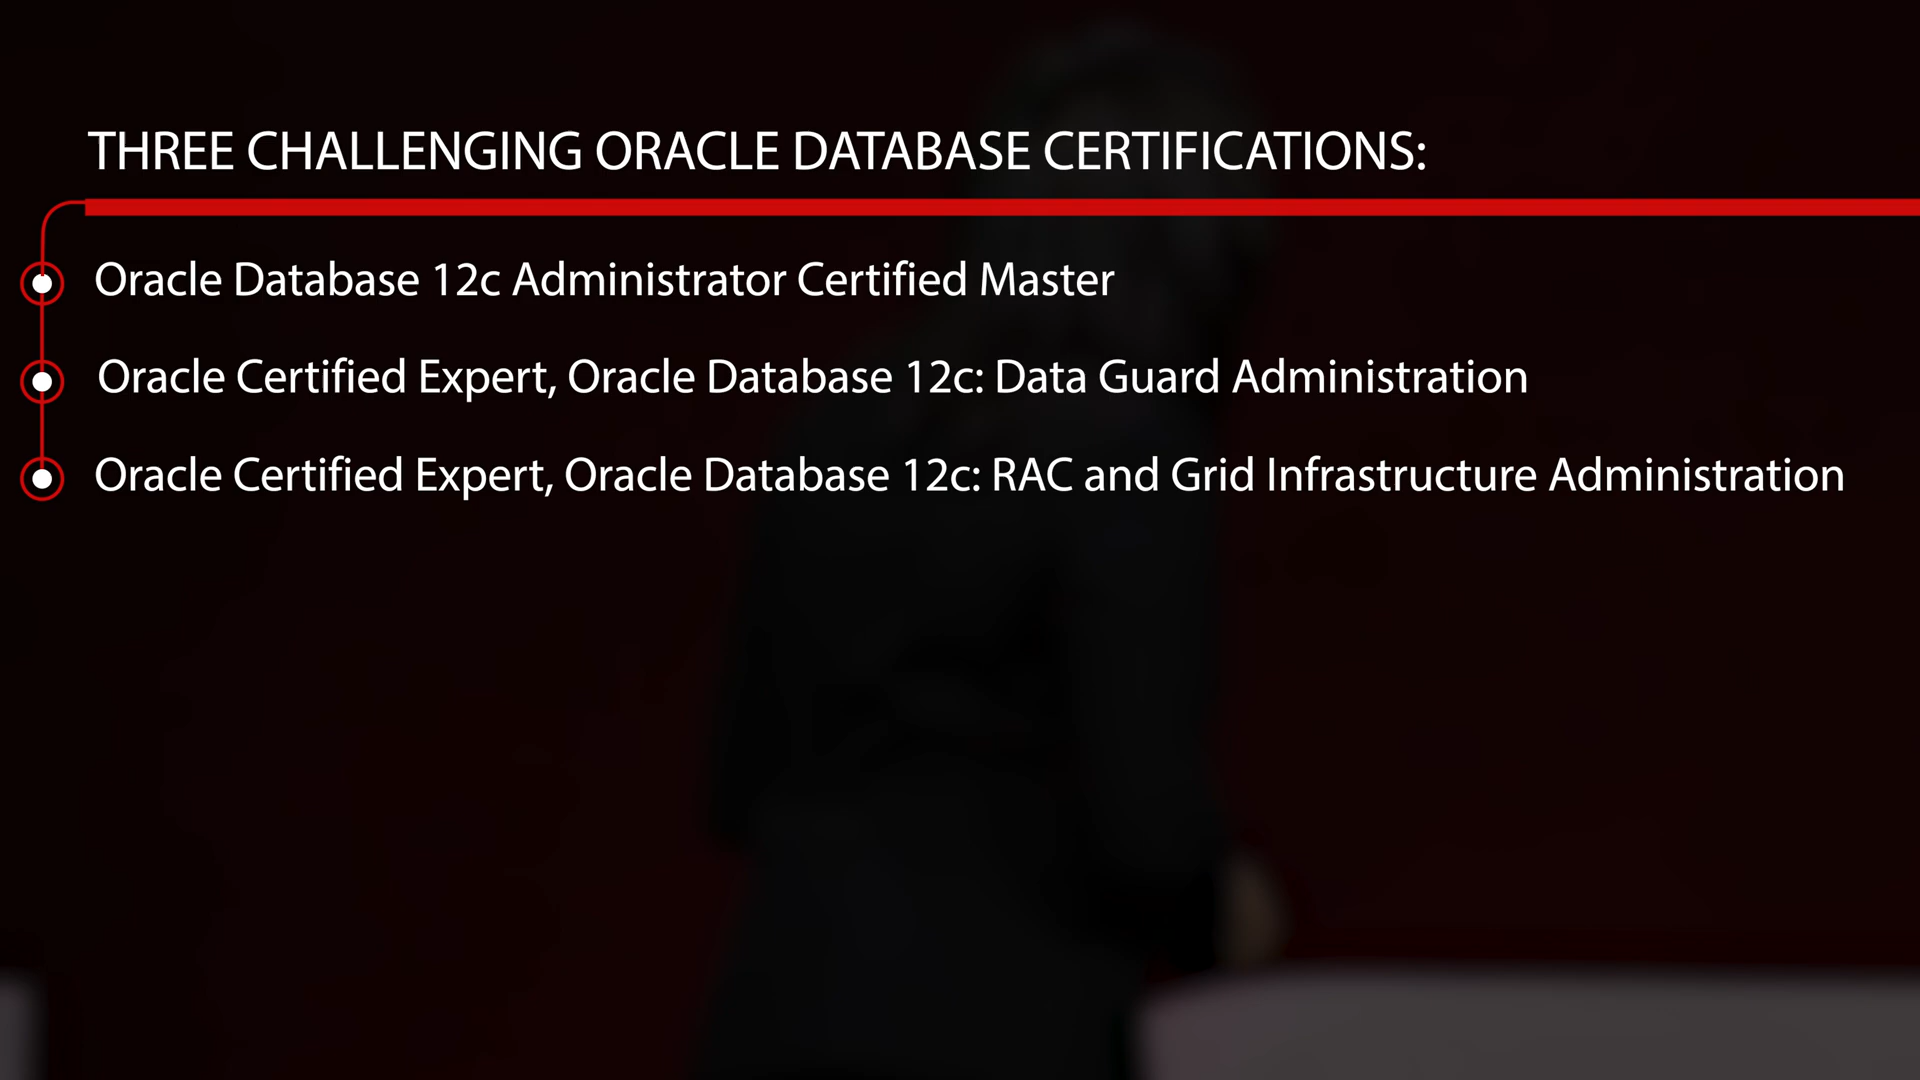 THREE CHALLENGING ORACLE DATABASE CERTIFICATIONS:
Oracle Database 12c Administrator Certified Master
Oracle Certified Expert, Oracle Database 12c: Data Guard Administration
Oracle Certified Expert, Oracle Database 12c: RAC and Grid Infrastructure Administration